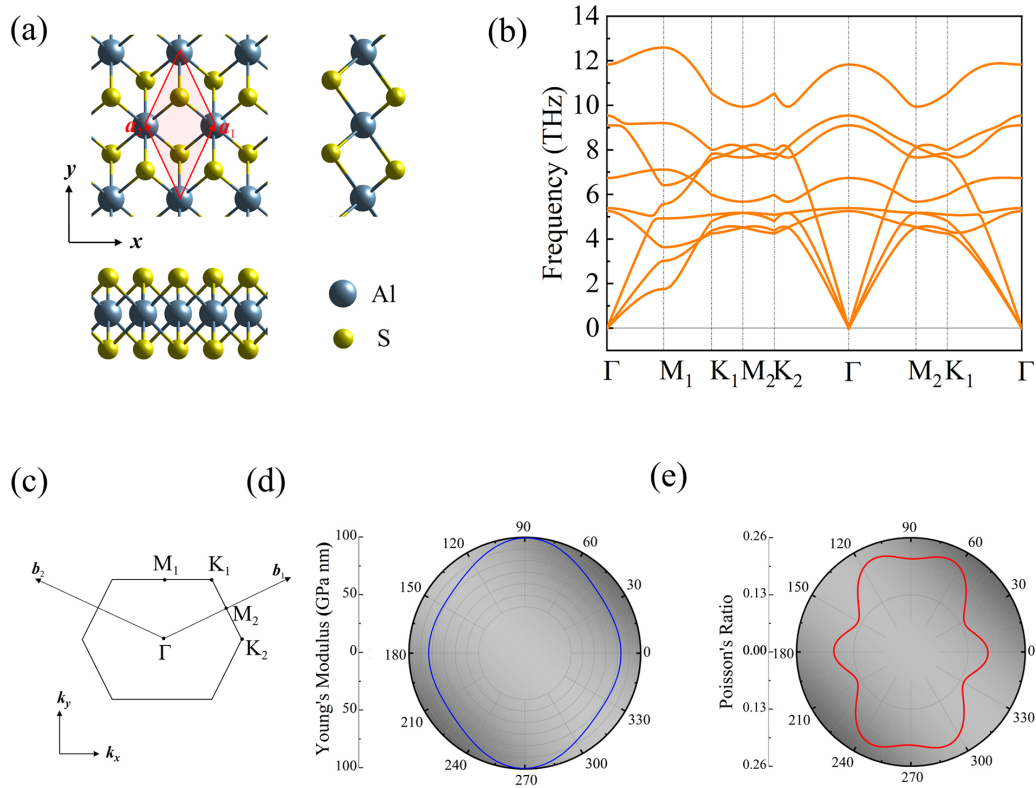 (a)
a
a₁
y
x
Al
S
(b)
Frequency (THz)
14
12
10
8
6
4
2
0
Γ M₁ K₁ M₂ K₂ Γ M₂ K₁ Γ
(c)
M₁ K₁
b₂ b₁
M₂
Γ K₂
k_y
k_x
(d)
Young's Modulus (GPa nm)
100
50
0
50
100
90
120 60
150 30
180 0
210 330
240 300
270
(e)
Poisson's Ratio
0.26
0.13
0.00
0.13
0.26
90
120 60
150 30
180 0
210 330
240 300
270